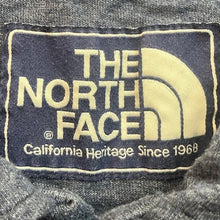 THE
NORTH
® FACE
California Heritage Since 1968